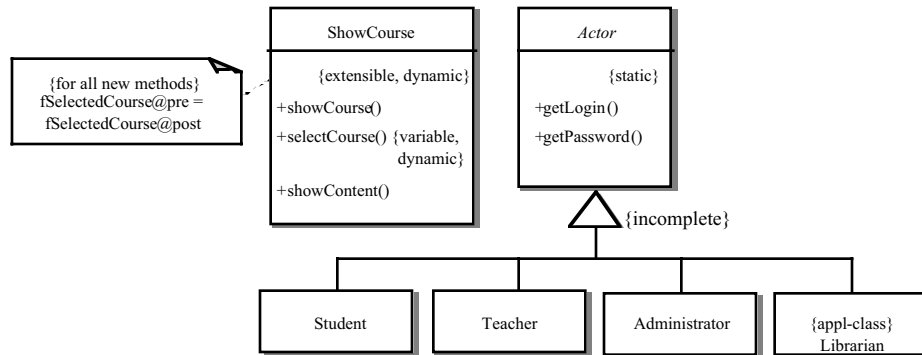 {for all new methods}
fSelectedCourse@pre =
fSelectedCourse@post
ShowCourse
{extensible, dynamic}
+showCourse()
+selectCourse() {variable,
dynamic}
+showContent()
Actor
{static}
+getLogin()
+getPassword()
{incomplete}
Student
Teacher
Administrator
{appl-class}
Librarian